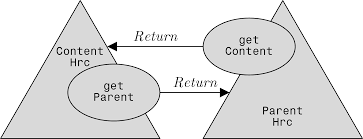 Return
get
Content
Content
Hrc
Return
get
Parent
Parent
Hrc